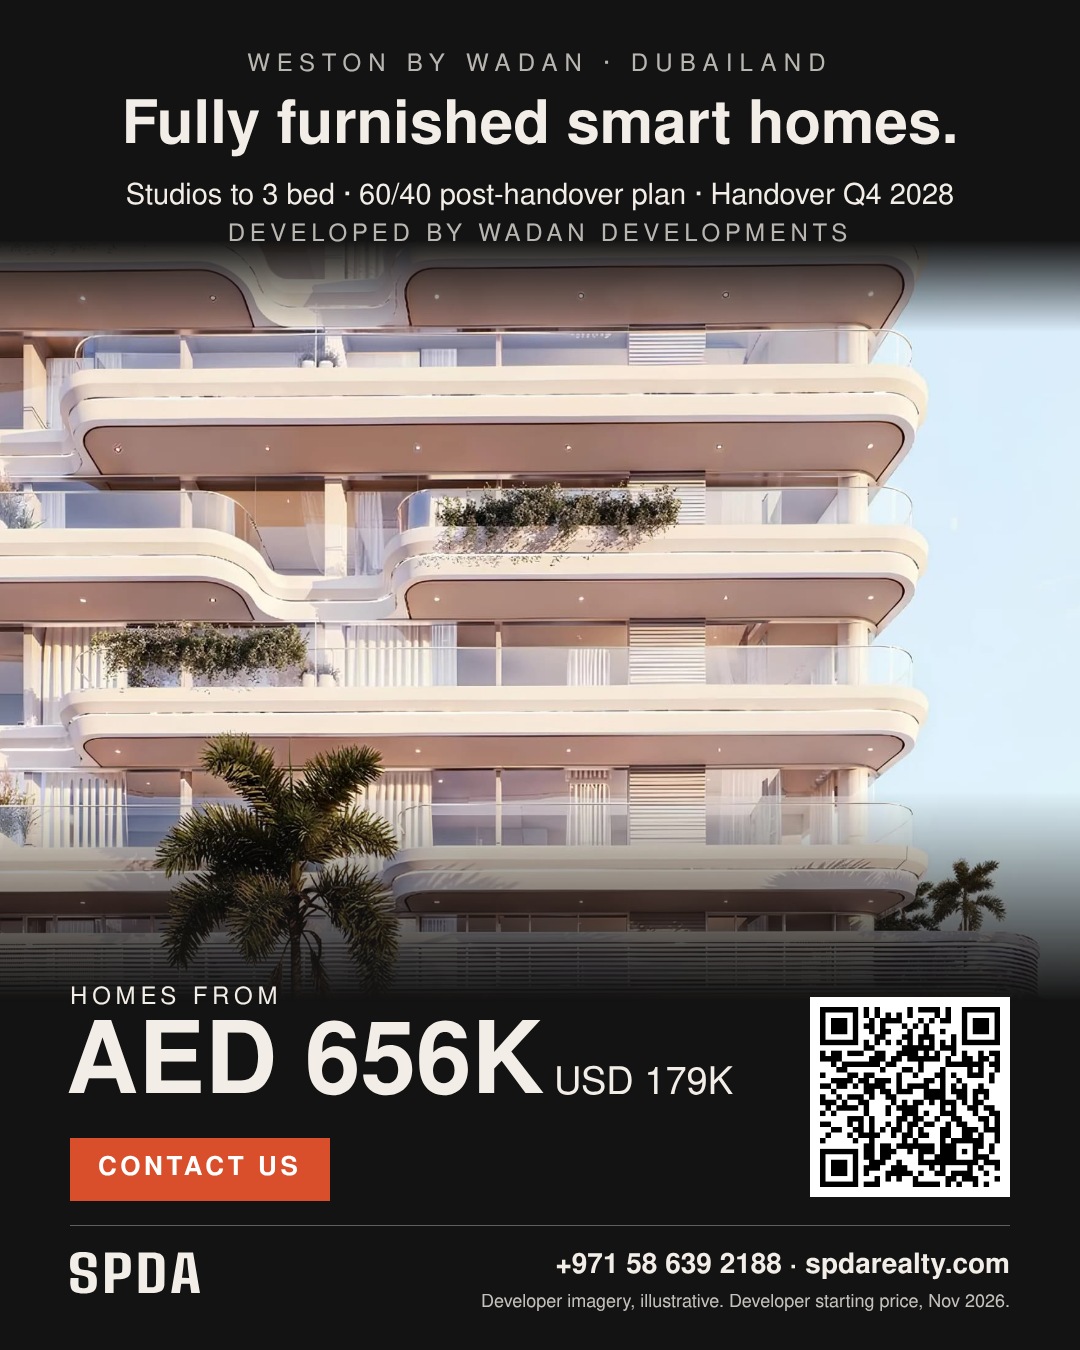 WESTON BY WADAN · DUBAILAND
Fully furnished smart homes.
Studios to 3 bed · 60/40 post-handover plan · Handover Q4 2028
DEVELOPED BY WADAN DEVELOPMENTS
HOMES FROM
AED 656K USD 179K
CONTACT US
SPDA
+971 58 639 2188 · spdarealty.com
Developer imagery, illustrative. Developer starting price, Nov 2026.